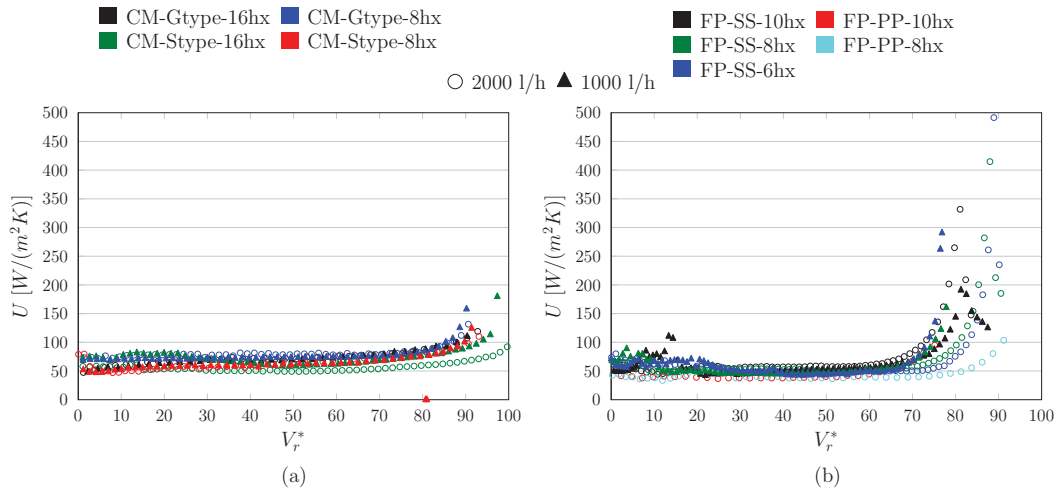 CM-Gtype-16hx CM-Gtype-8hx
CM-Stype-16hx CM-Stype-8hx
FP-SS-10hx FP-PP-10hx
FP-SS-8hx FP-PP-8hx
FP-SS-6hx
2000 l/h 1000 l/h
500
450
400
350
300
250
200
150
100
50
0
U [W/(m²K)]
0 10 20 30 40 50 60 70 80 90 100
V_r^*
(a)
500
450
400
350
300
250
200
150
100
50
0
U [W/(m²K)]
0 10 20 30 40 50 60 70 80 90 100
V_r^*
(b)